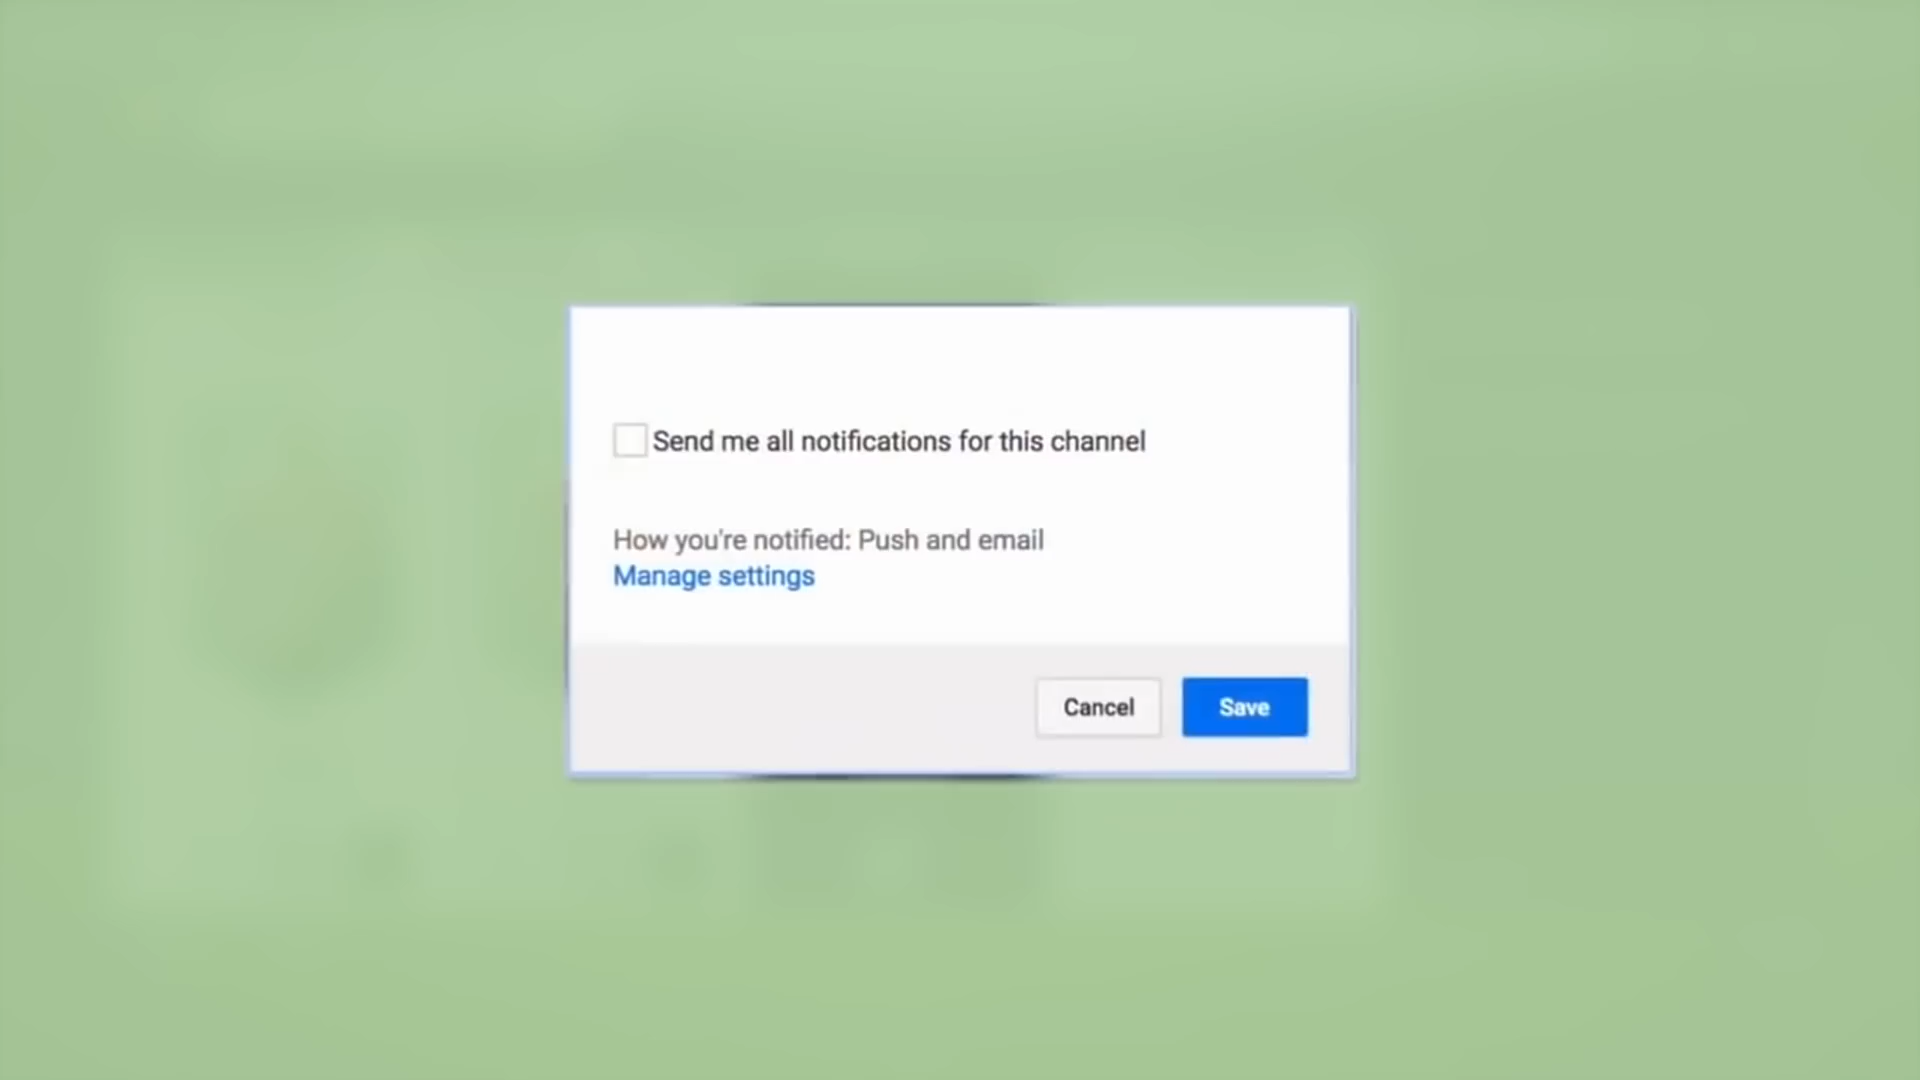 Send me all notifications for this channel
How you're notified: Push and email
Manage settings
Cancel
Save